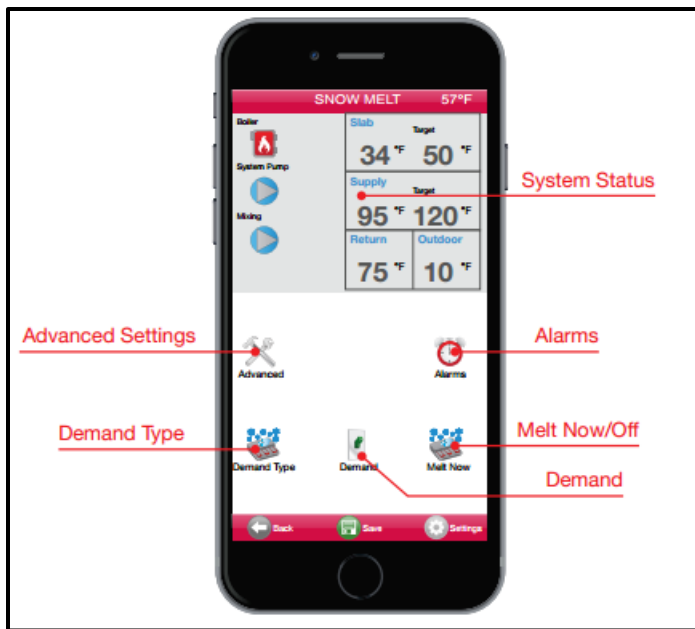 SNOW MELT 57°F
Boiler
System Pump
Mixing
Slab Target
34 °F 50 °F
Supply Target
95 °F 120 °F
Return Outdoor
75 °F 10 °F
System Status
Advanced Settings
Alarms
Advanced
Alarms
Demand Type
Melt Now/Off
Demand Type
Demand
Melt Now
Demand
Back
Save
Settings